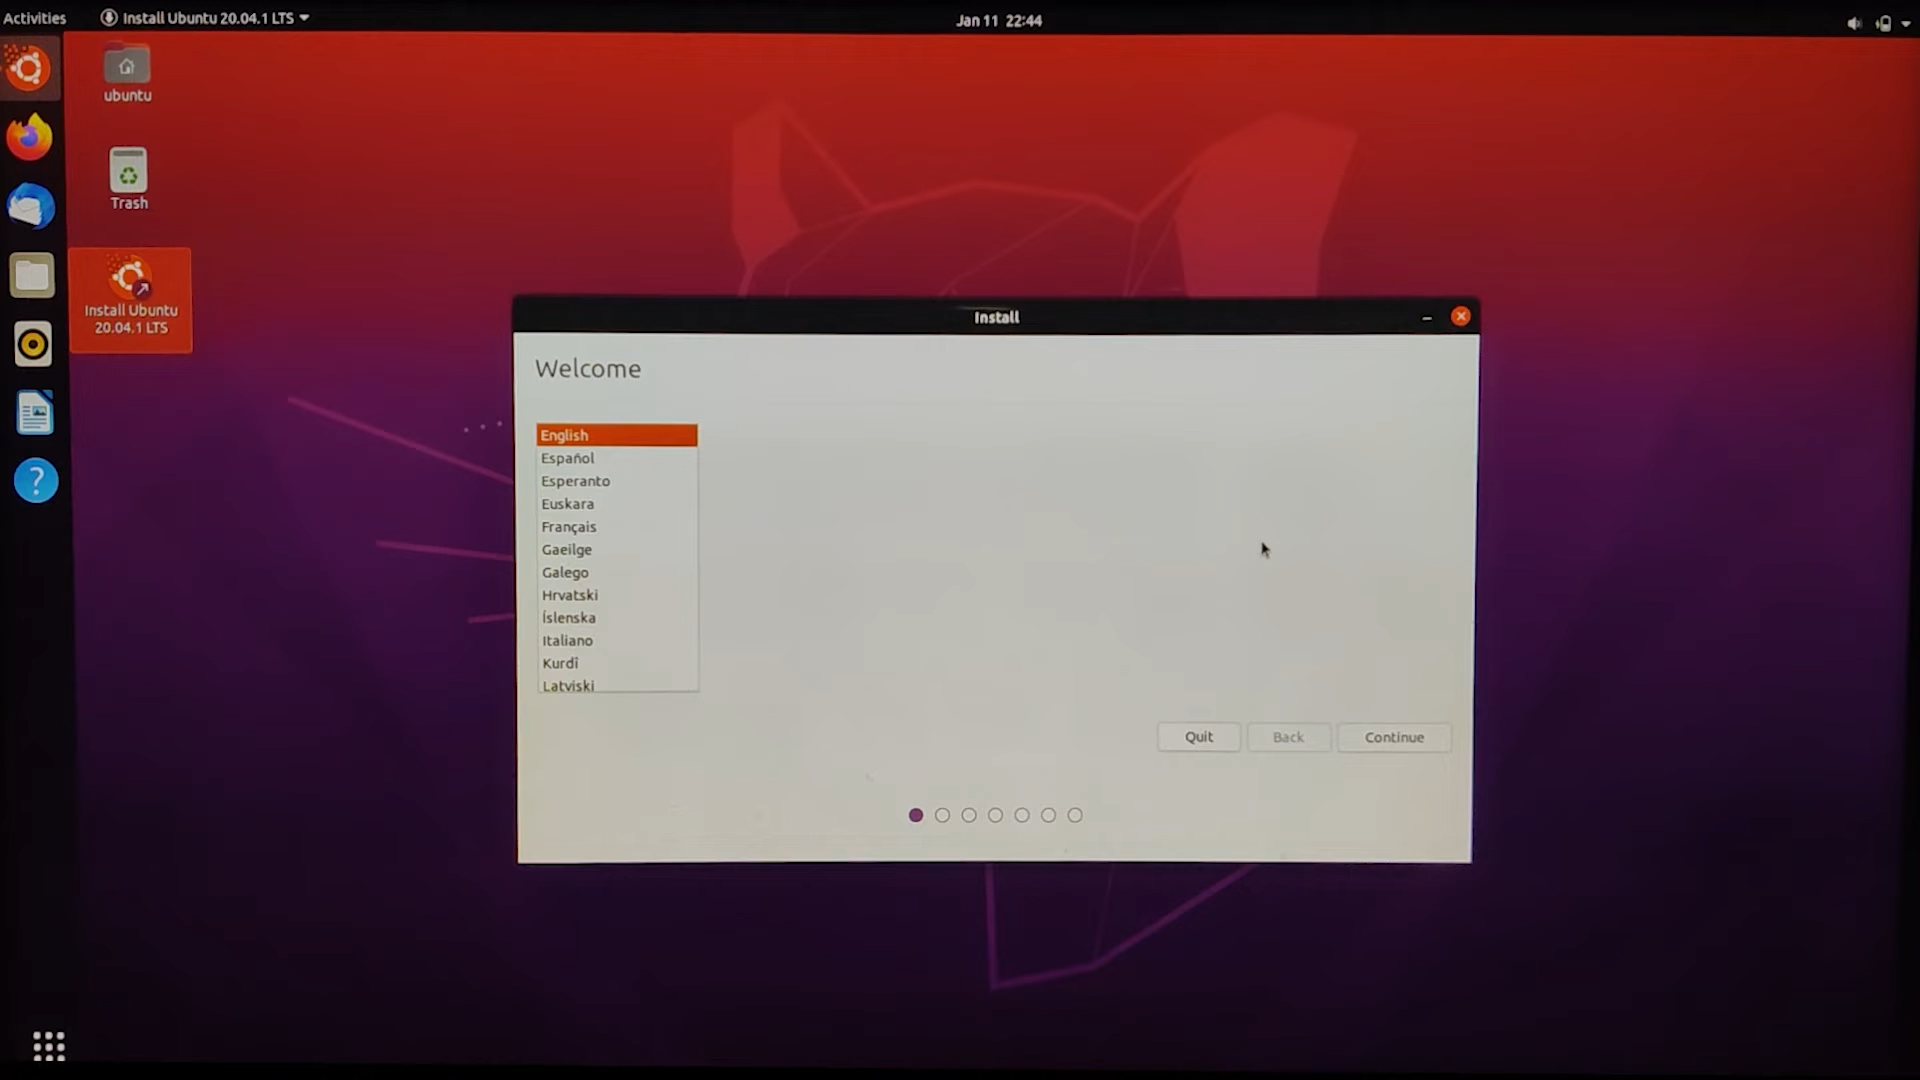 Activities
Install Ubuntu 20.04.1 LTS
Jan 11 22:44
ubuntu
Trash
Install Ubuntu
20.04.1 LTS
Install
Welcome
English
Español
Esperanto
Euskara
Français
Gaeilge
Galego
Hrvatski
Íslenska
Italiano
Kurdî
Latviski
Quit
Back
Continue
?